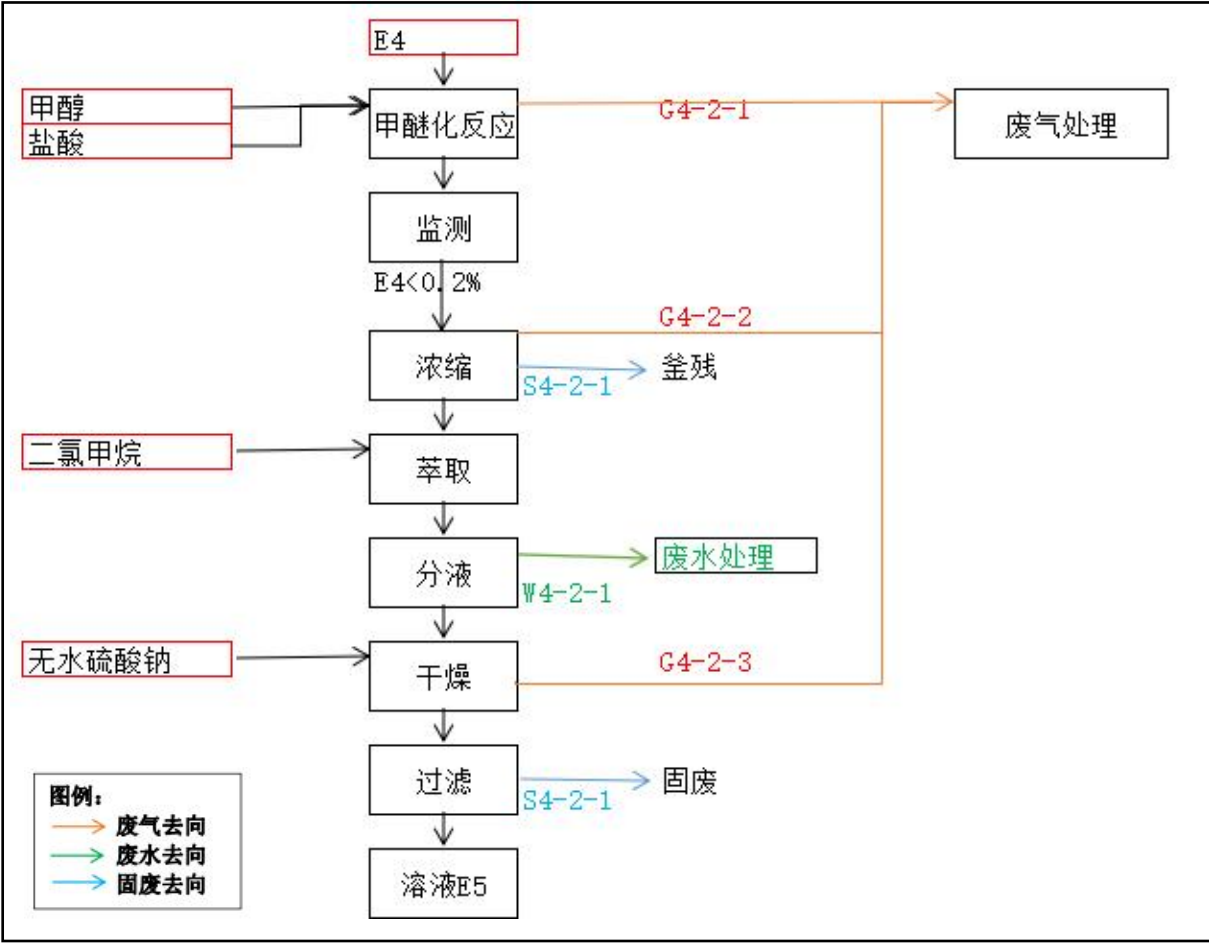 E4
甲醇
盐酸
甲醚化反应
G4-2-1
废气处理
监测
E4<0.2%
G4-2-2
浓缩
S4-2-1
釜残
二氯甲烷
萃取
分液
废水处理
W4-2-1
无水硫酸钠
干燥
G4-2-3
过滤
S4-2-1
固废
图例：
废气去向
废水去向
固废去向
溶液E5